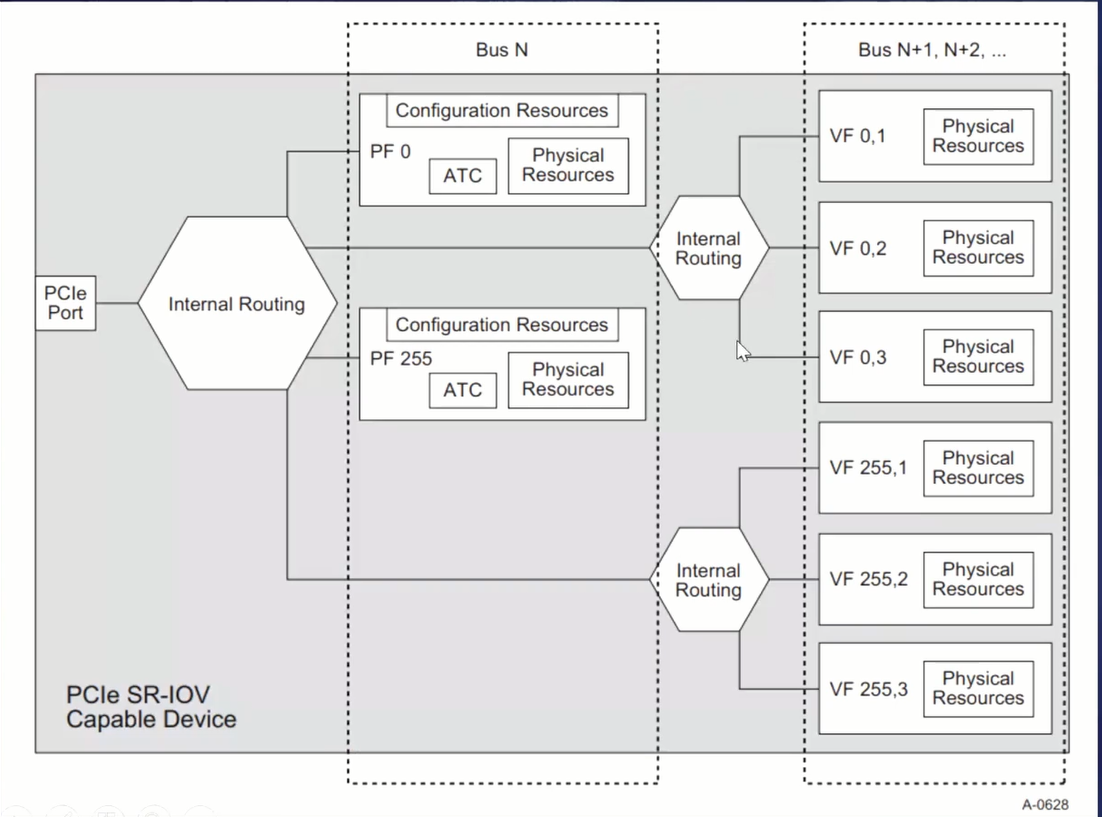 Bus N
Bus N+1, N+2, ...
Configuration Resources
PF 0
ATC
Physical
Resources
Configuration Resources
PF 255
ATC
Physical
Resources
PCIe
Port
Internal Routing
Internal
Routing
Internal
Routing
VF 0,1
Physical
Resources
VF 0,2
Physical
Resources
VF 0,3
Physical
Resources
VF 255,1
Physical
Resources
VF 255,2
Physical
Resources
VF 255,3
Physical
Resources
PCIe SR-IOV
Capable Device
A-0628